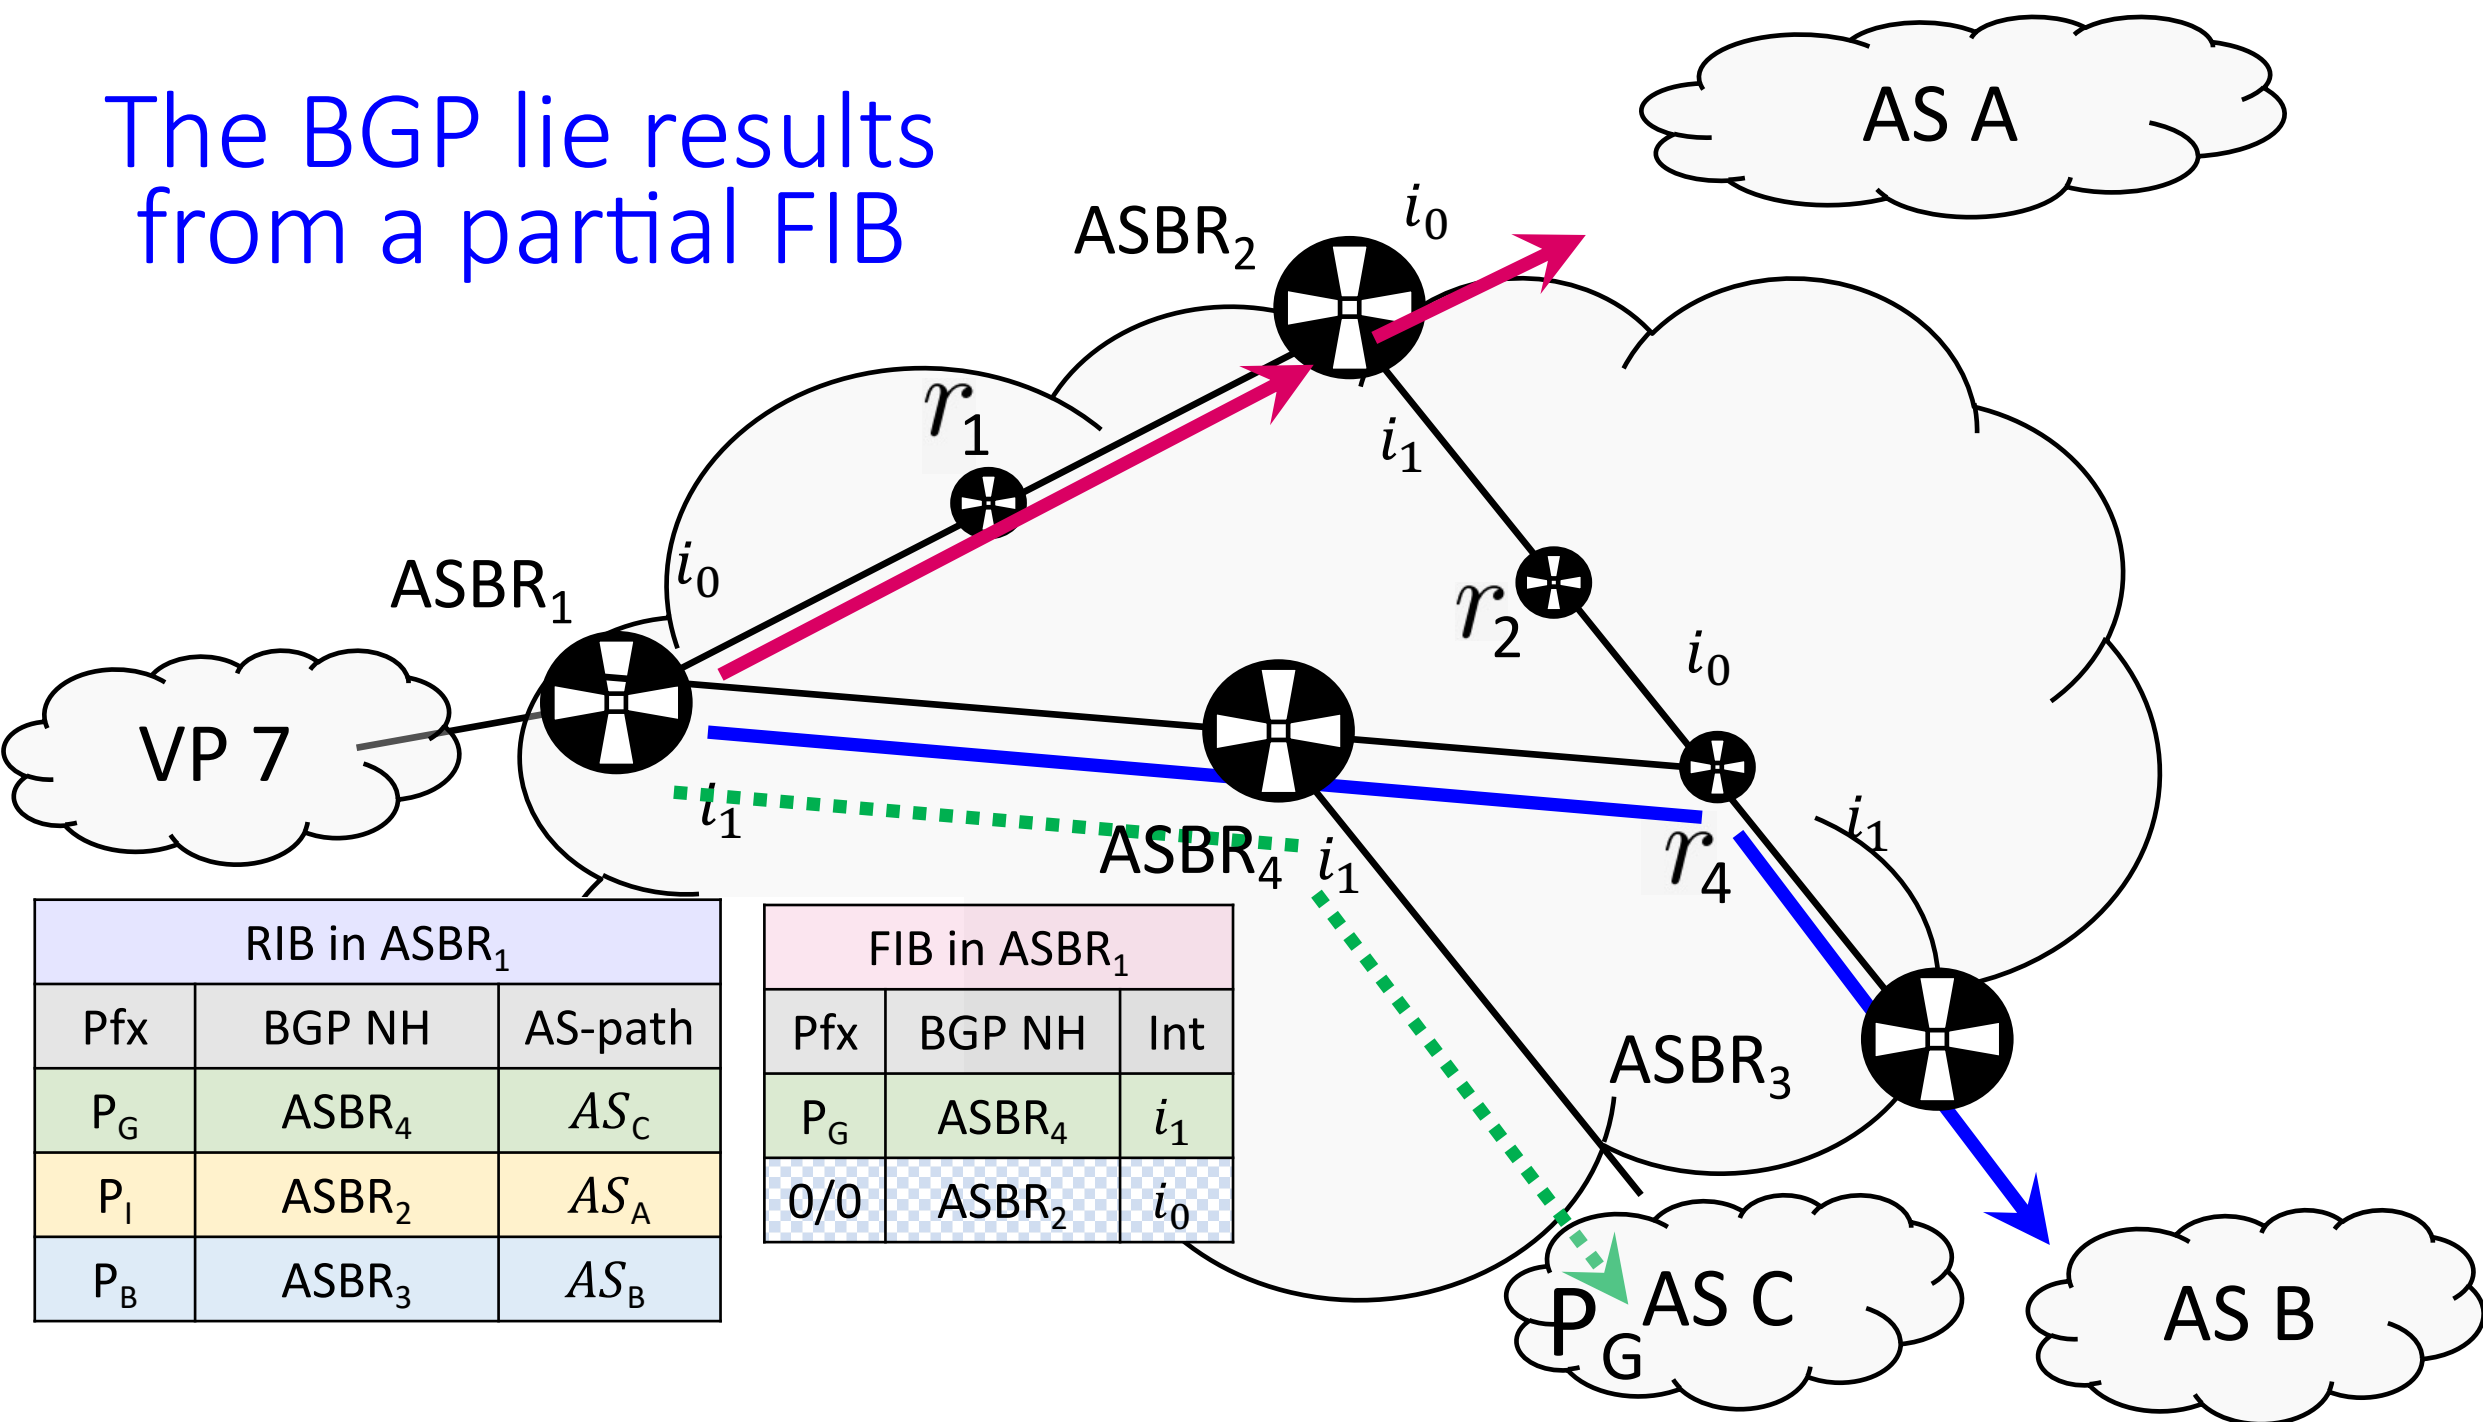 The BGP lie results
from a partial FIB
AS A
ASBR2
i0
i1
r1
i0
ASBR1
r2
i0
VP 7
i1
ASBR4
i1
r4
i1
RIB in ASBR1
Pfx BGP NH AS-path
PG ASBR4 ASC
PI ASBR2 ASA
PB ASBR3 ASB
FIB in ASBR1
Pfx BGP NH Int
PG ASBR4 i1
0/0 ASBR2 i0
ASBR3
PG
AS C
AS B